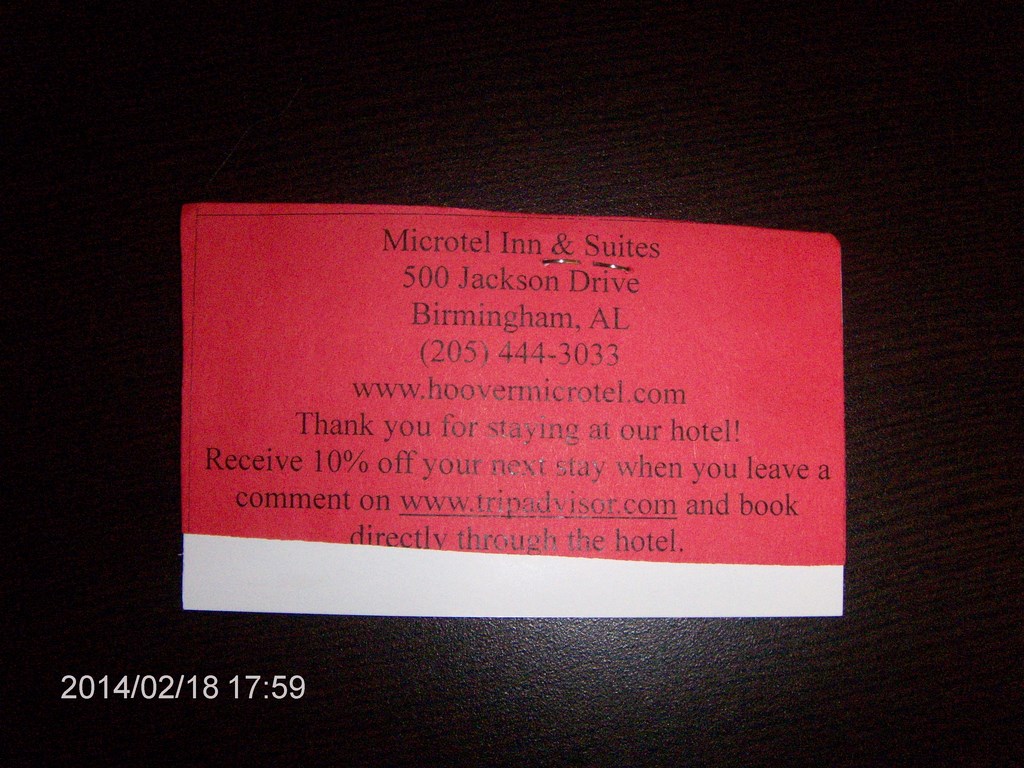 Microtel Inn & Suites
500 Jackson Drive
Birmingham, AL
(205) 444-3033
www.hoovermicrotel.com
Thank you for staying at our hotel!
Receive 10% off your next stay when you leave a
comment on www.tripadvisor.com and book
directly through the hotel.
2014/02/18 17:59